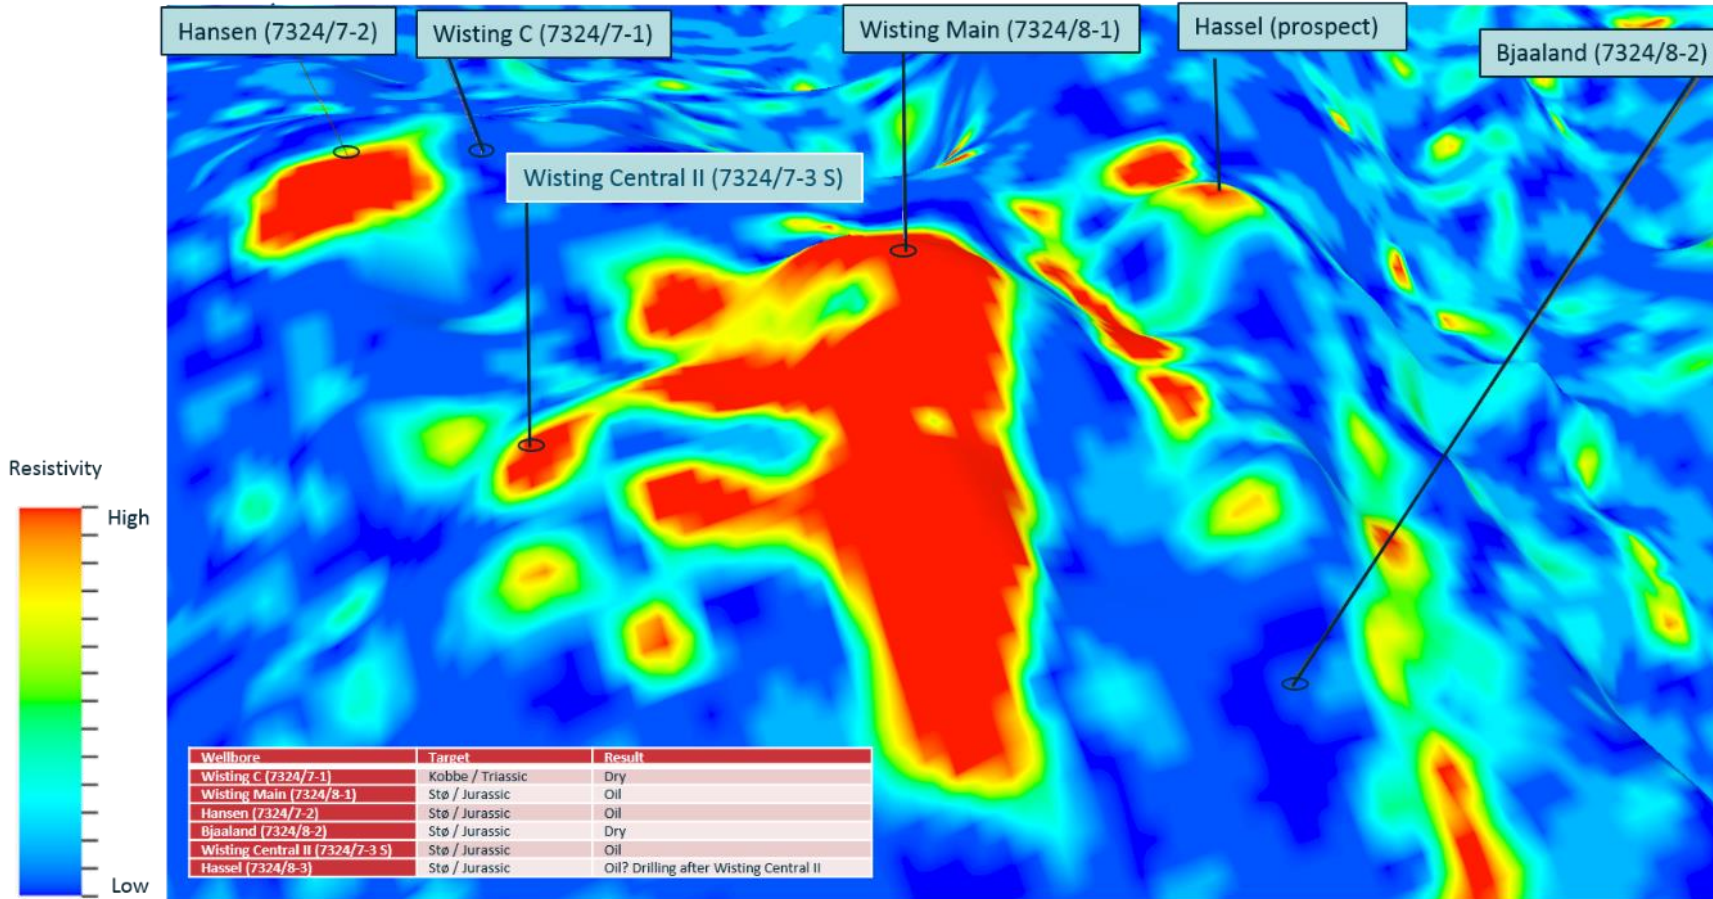 Hansen (7324/7-2)
Wisting C (7324/7-1)
Wisting Main (7324/8-1)
Hassel (prospect)
Bjaaland (7324/8-2)
Wisting Central II (7324/7-3 S)
Resistivity
High
Low
Wellbore Target Result
Wisting C (7324/7-1) Kobbe / Triassic Dry
Wisting Main (7324/8-1) Stø / Jurassic Oil
Hansen (7324/7-2) Stø / Jurassic Oil
Bjaaland (7324/8-2) Stø / Jurassic Dry
Wisting Central II (7324/7-3 S) Stø / Jurassic Oil
Hassel (7324/8-3) Stø / Jurassic Oil? Drilling after Wisting Central II